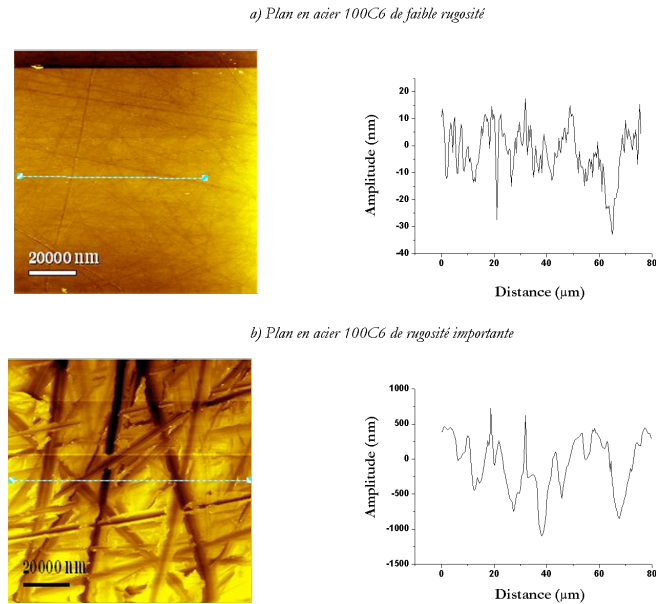 a) Plan en acier 100C6 de faible rugosité
20000 nm
Amplitude (nm)
20
10
0
-10
-20
-30
-40
0
20
40
60
80
Distance (µm)
b) Plan en acier 100C6 de rugosité importante
20000 nm
Amplitude (nm)
1000
500
0
-500
-1000
-1500
0
20
40
60
80
Distance (µm)